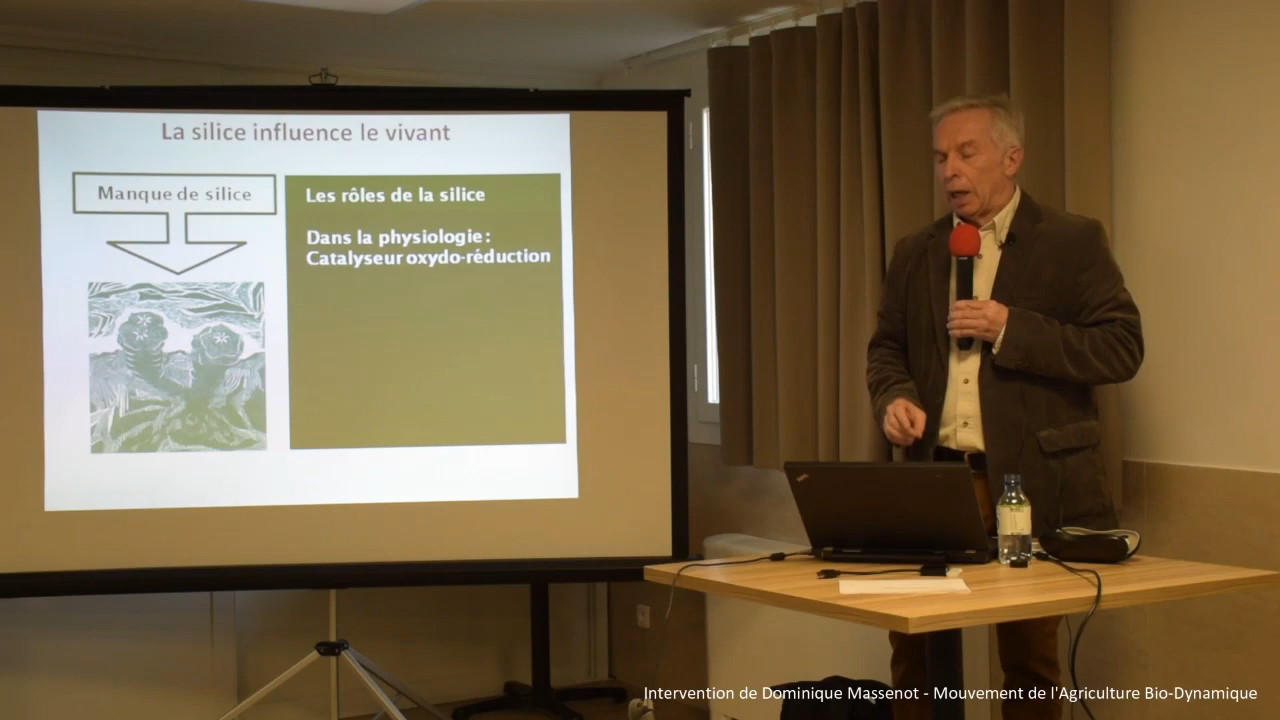 La silice influence le vivant
Manque de silice
Les rôles de la silice
Dans la physiologie :
Catalyseur oxydo-réduction
Intervention de Dominique Massenot - Mouvement de l'Agriculture Bio-Dynamique